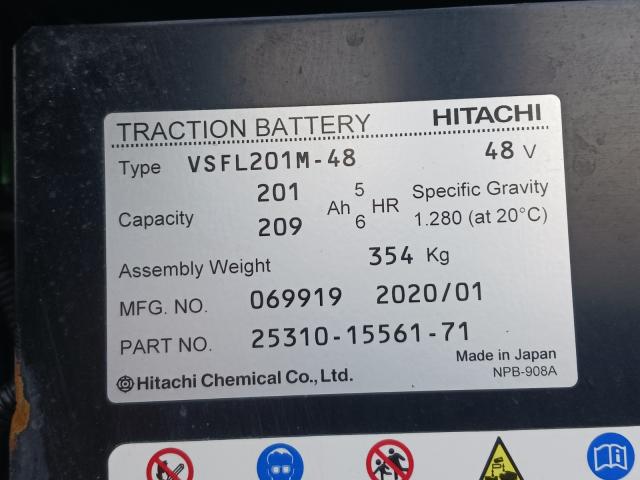 TRACTION BATTERY HITACHI
Type VSFL201M-48 48 V
Capacity 201 209 Ah 5 6 HR
Specific Gravity
1.280 (at 20°C)
Assembly Weight 354 Kg
MFG. NO. 069919 2020/01
PART NO. 25310-15561-71
Made in Japan
Hitachi Chemical Co., Ltd. NPB-908A